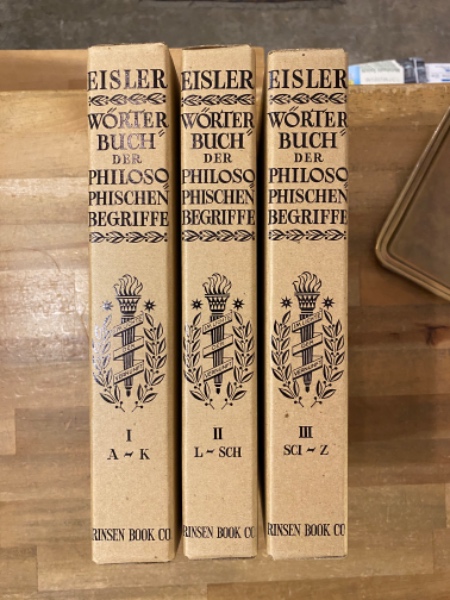 EISLER
WÖRTER
BUCH
DER
PHILOSO
PHISCHEN
BEGRIFFE
I
A ~ K
RINSEN BOOK CO
EISLER
WÖRTER
BUCH
DER
PHILOSO
PHISCHEN
BEGRIFFE
II
L ~ SCH
RINSEN BOOK CO
EISLER
WÖRTER
BUCH
DER
PHILOSO
PHISCHEN
BEGRIFFE
III
SCI ~ Z
RINSEN BOOK CO